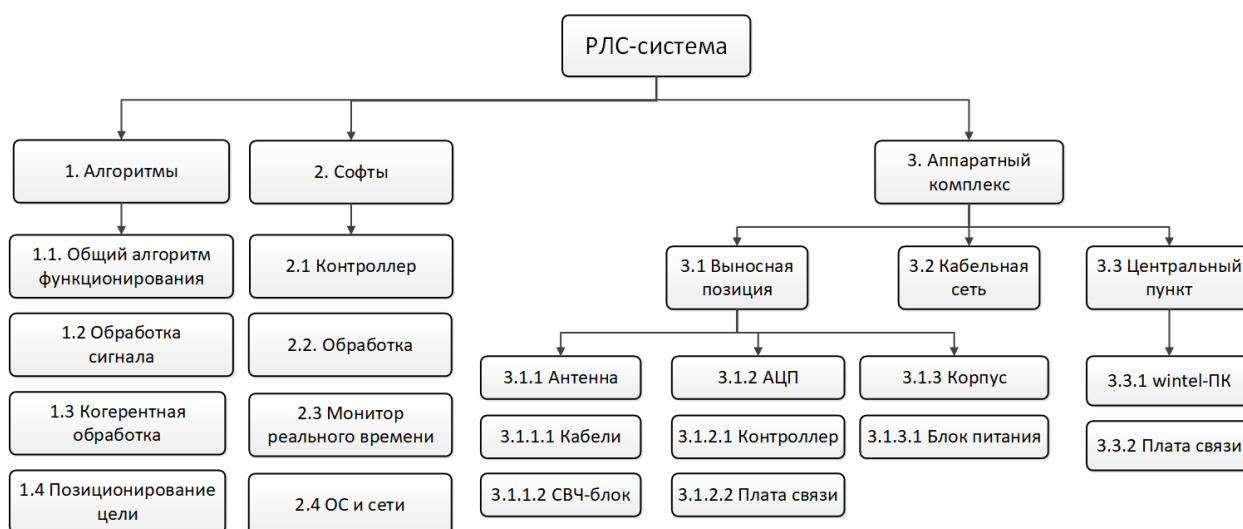 РЛС-система
1. Алгоритмы
2. Софты
3. Аппаратный
комплекс
1.1. Общий алгоритм
функционирования
2.1 Контроллер
3.1 Выносная
позиция
3.2 Кабельная
сеть
3.3 Центральный
пункт
1.2 Обработка
сигнала
2.2. Обработка
3.1.1 Антенна
3.1.2 АЦП
3.1.3 Корпус
3.3.1 wintel-ПК
1.3 Когерентная
обработка
2.3 Монитор
реального времени
3.1.1.1 Кабели
3.1.2.1 Контроллер
3.1.3.1 Блок питания
3.3.2 Плата связи
1.4 Позиционирование
цели
2.4 ОС и сети
3.1.1.2 СВЧ-блок
3.1.2.2 Плата связи